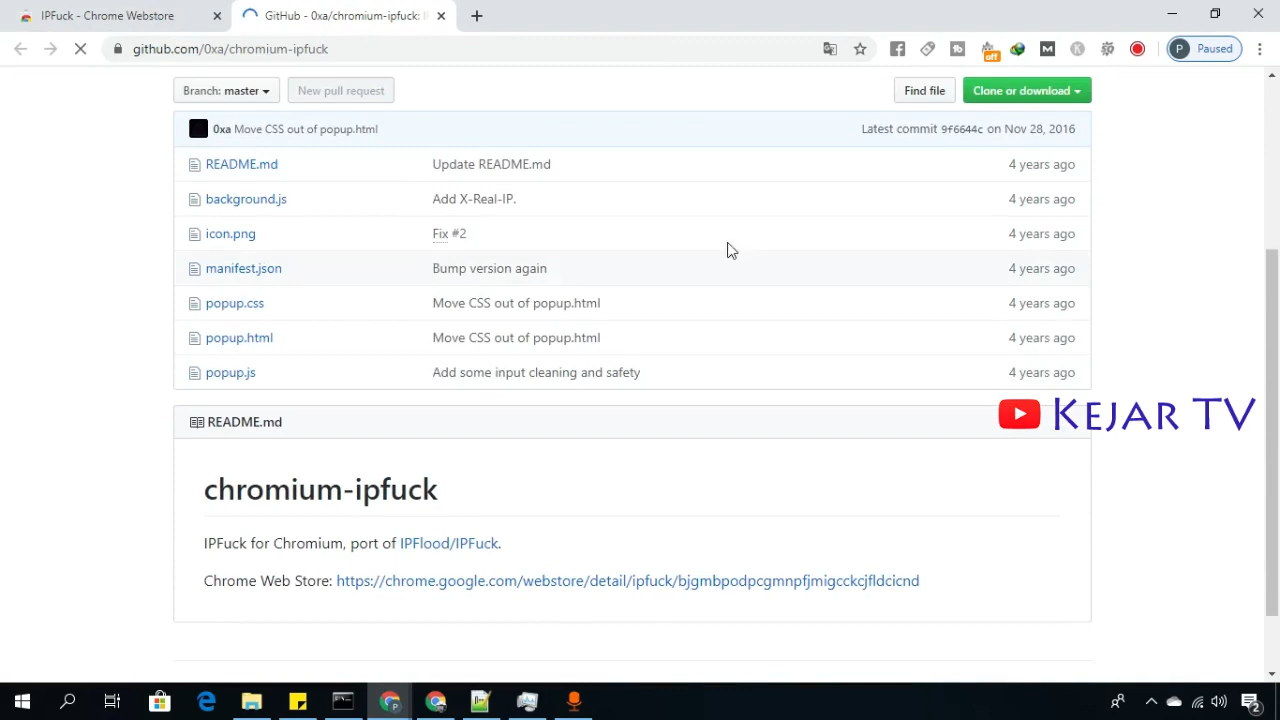 IPFuck - Chrome Webstore
GitHub - 0xa/chromium-ipfuck: I
github.com/0xa/chromium-ipfuck
off
P Paused
Branch: master
New pull request
Find file
Clone or download
0xa Move CSS out of popup.html
Latest commit 9f6644c on Nov 28, 2016
README.md Update README.md 4 years ago
background.js Add X-Real-IP. 4 years ago
icon.png Fix #2 4 years ago
manifest.json Bump version again 4 years ago
popup.css Move CSS out of popup.html 4 years ago
popup.html Move CSS out of popup.html 4 years ago
popup.js Add some input cleaning and safety 4 years ago
README.md
KEJAR TV
chromium-ipfuck
IPFuck for Chromium, port of IPFlood/IPFuck.
Chrome Web Store: https://chrome.google.com/webstore/detail/ipfuck/bjgmbpodpcgmnpfjmigcckcjfldcicnd
2